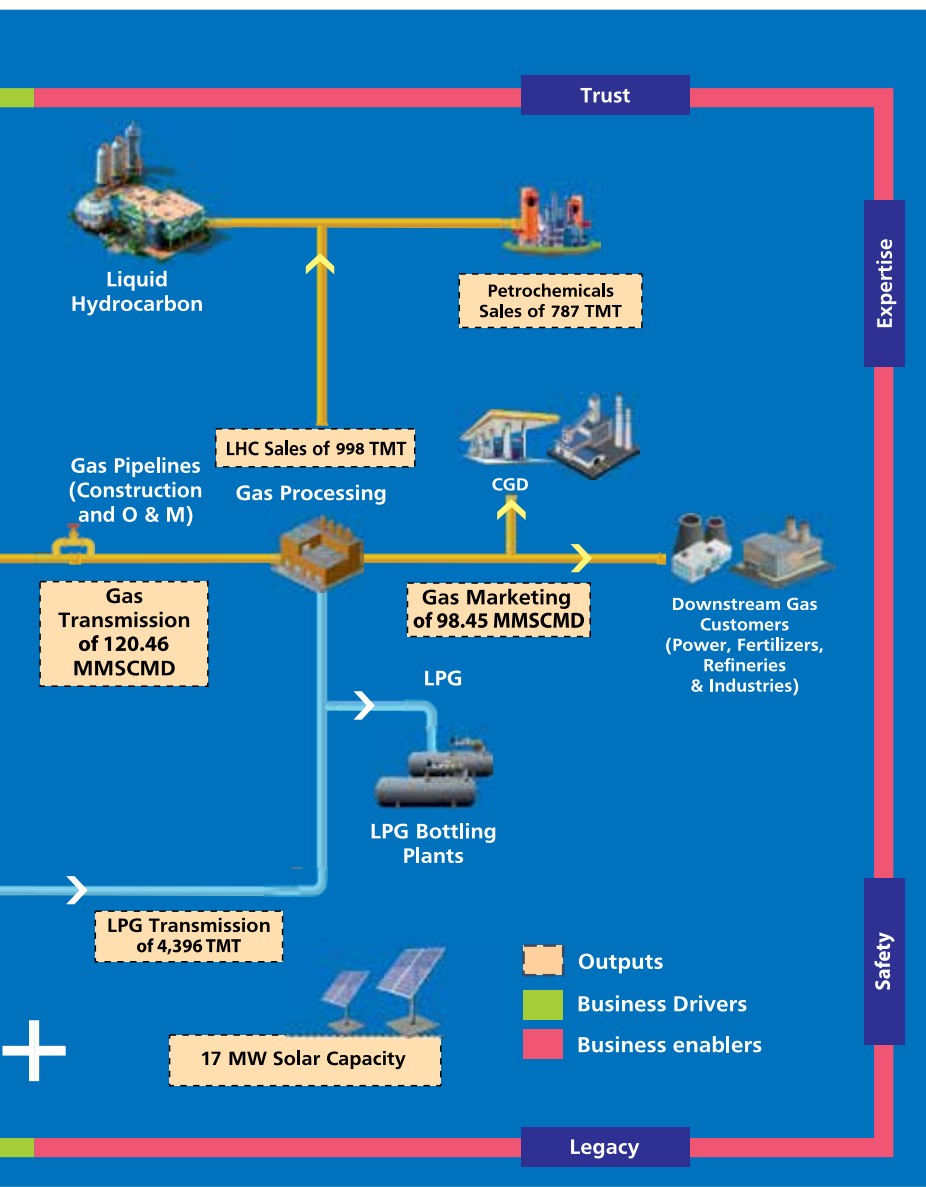 Trust
Expertise
Liquid
Hydrocarbon
Petrochemicals
Sales of 787 TMT
LHC Sales of 998 TMT
Gas Pipelines
(Construction
and O & M)
Gas Processing
CGD
Gas
Transmission
of 120.46
MMSCMD
Gas Marketing
of 98.45 MMSCMD
Downstream Gas
Customers
(Power, Fertilizers,
Refineries
& Industries)
LPG
LPG Bottling
Plants
LPG Transmission
of 4,396 TMT
Safety
Outputs
Business Drivers
Business enablers
17 MW Solar Capacity
Legacy